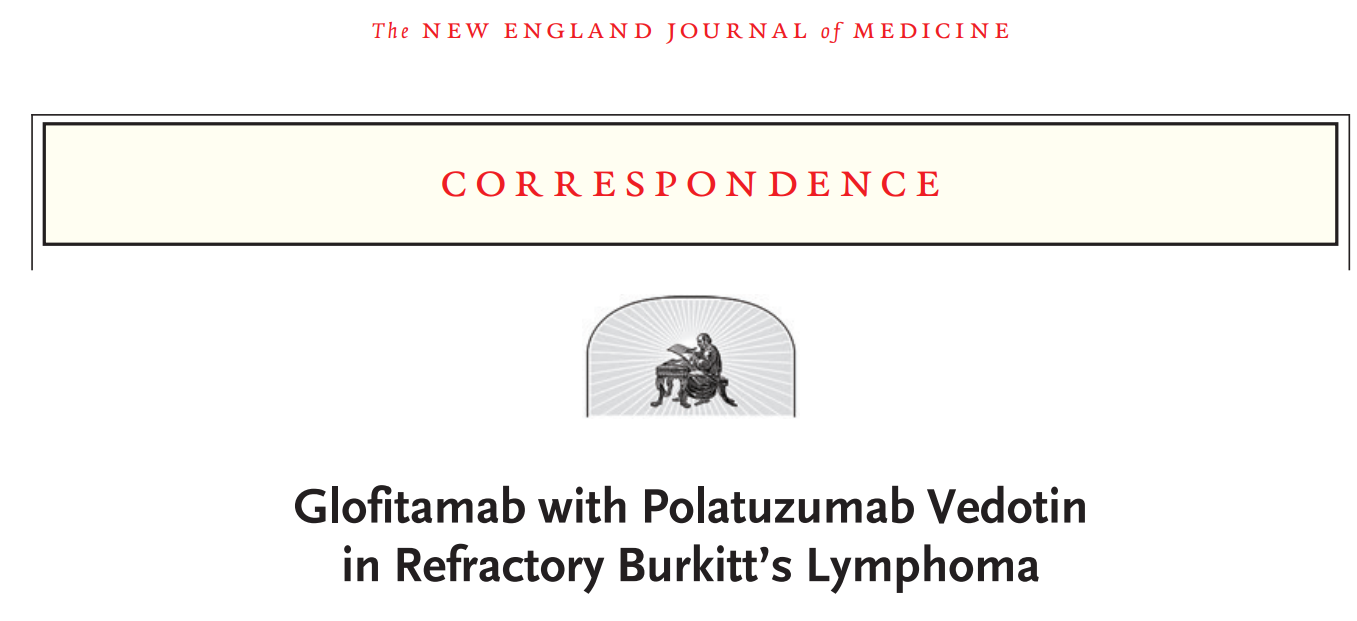 The NEW ENGLAND JOURNAL of MEDICINE
CORRESPONDENCE
Glofitamab with Polatuzumab Vedotin
in Refractory Burkitt’s Lymphoma